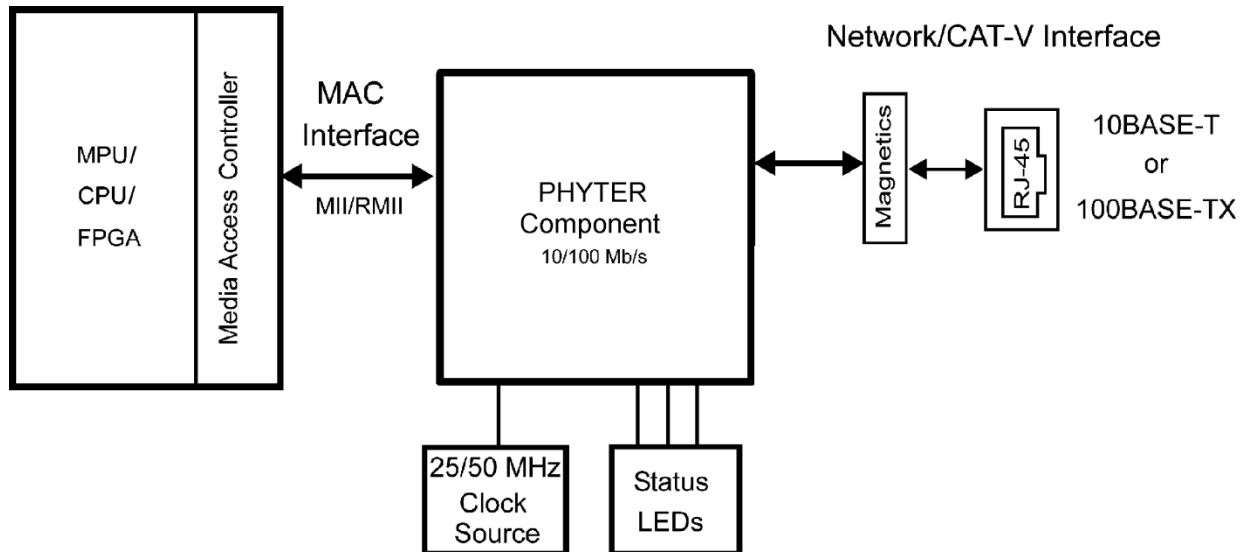 MPU/
CPU/
FPGA
Media Access Controller
MAC
Interface
MII/RMII
PHYTER
Component
10/100 Mb/s
Network/CAT-V Interface
Magnetics
RJ-45
10BASE-T
or
100BASE-TX
25/50 MHz
Clock
Source
Status
LEDs